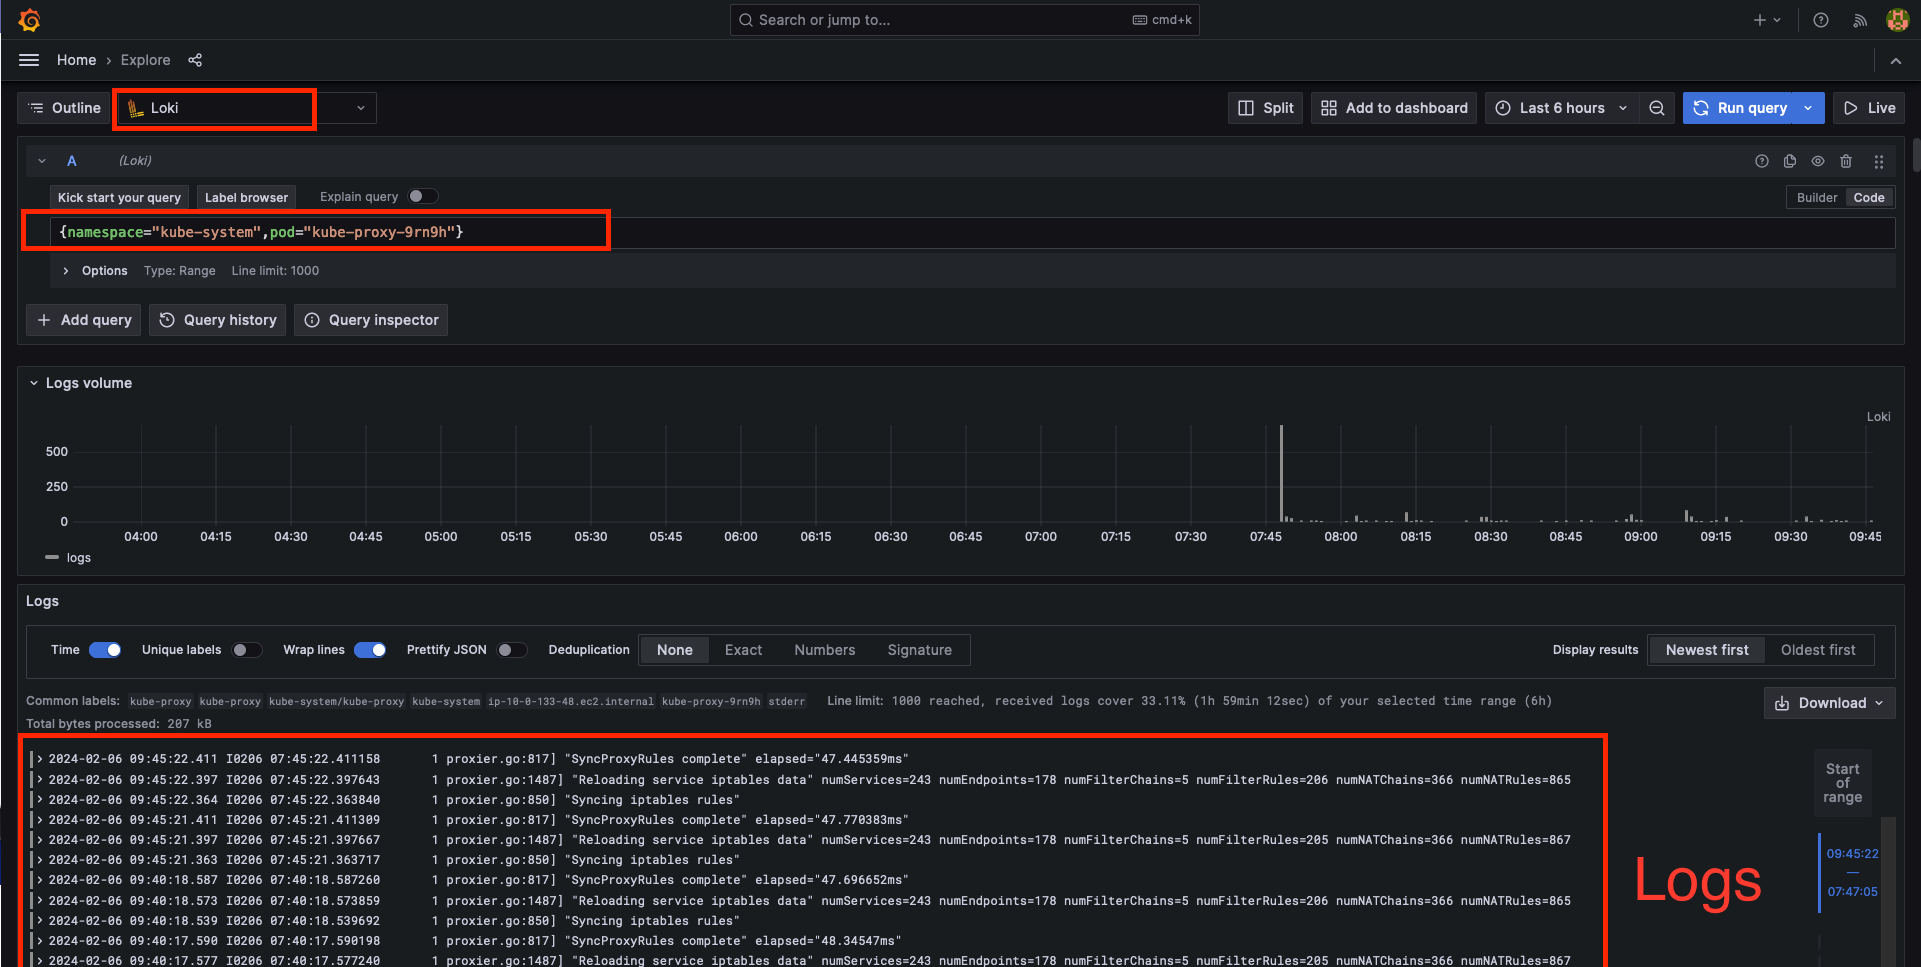 Search or jump to... cmd+k
Home › Explore
Outline Loki Split Add to dashboard Last 6 hours Run query Live
A (Loki)
Kick start your query Label browser Explain query Builder Code
{namespace="kube-system",pod="kube-proxy-9rn9h"}
Options Type: Range Line limit: 1000
Add query Query history Query inspector
Logs volume
Loki
500
250
0
04:00 04:15 04:30 04:45 05:00 05:15 05:30 05:45 06:00 06:15 06:30 06:45 07:00 07:15 07:30 07:45 08:00 08:15 08:30 08:45 09:00 09:15 09:30 09:45
logs
Logs
Time Unique labels Wrap lines Prettify JSON Deduplication None Exact Numbers Signature Display results Newest first Oldest first
Common labels: kube-proxy kube-proxy kube-system/kube-proxy kube-system ip-10-0-133-48.ec2.internal kube-proxy-9rn9h stderr Line limit: 1000 reached, received logs cover 33.11% (1h 59min 12sec) of your selected time range (6h) Download
Total bytes processed: 207 kB
2024-02-06 09:45:22.411 I0206 07:45:22.411158 1 proxier.go:817] "SyncProxyRules complete" elapsed="47.445359ms"
2024-02-06 09:45:22.397 I0206 07:45:22.397643 1 proxier.go:1487] "Reloading service iptables data" numServices=243 numEndpoints=178 numFilterChains=5 numFilterRules=206 numNATChains=366 numNATRules=865
2024-02-06 09:45:22.364 I0206 07:45:22.363840 1 proxier.go:850] "Syncing iptables rules"
2024-02-06 09:45:21.411 I0206 07:45:21.411309 1 proxier.go:817] "SyncProxyRules complete" elapsed="47.770383ms"
2024-02-06 09:45:21.397 I0206 07:45:21.397667 1 proxier.go:1487] "Reloading service iptables data" numServices=243 numEndpoints=178 numFilterChains=5 numFilterRules=205 numNATChains=366 numNATRules=867
2024-02-06 09:45:21.363 I0206 07:45:21.363717 1 proxier.go:850] "Syncing iptables rules"
2024-02-06 09:40:18.587 I0206 07:40:18.587260 1 proxier.go:817] "SyncProxyRules complete" elapsed="47.696652ms"
2024-02-06 09:40:18.573 I0206 07:40:18.573859 1 proxier.go:1487] "Reloading service iptables data" numServices=243 numEndpoints=178 numFilterChains=5 numFilterRules=206 numNATChains=366 numNATRules=865
2024-02-06 09:40:18.539 I0206 07:40:18.539692 1 proxier.go:850] "Syncing iptables rules"
2024-02-06 09:40:17.590 I0206 07:40:17.590198 1 proxier.go:817] "SyncProxyRules complete" elapsed="48.34547ms"
2024-02-06 09:40:17.577 I0206 07:40:17.577240 1 proxier.go:1487] "Reloading service iptables data" numServices=243 numEndpoints=178 numFilterChains=5 numFilterRules=205 numNATChains=366 numNATRules=867
Logs
Start
of
range
09:45:22
—
07:47:05